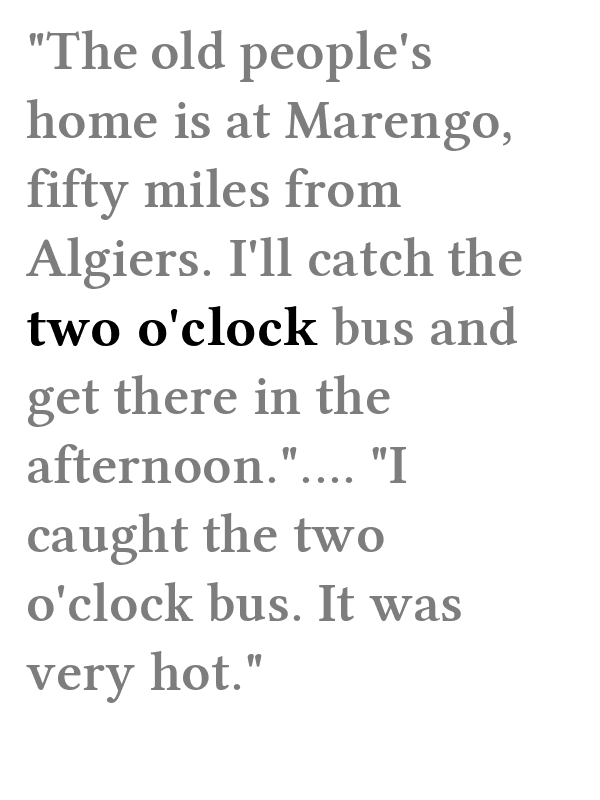 "The old people's
home is at Marengo,
fifty miles from
Algiers. I'll catch the
two o'clock bus and
get there in the
afternoon.".... "I
caught the two
o'clock bus. It was
very hot."